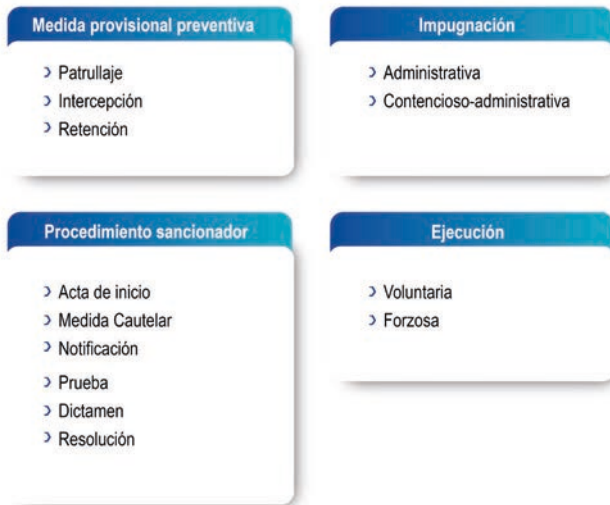 Medida provisional preventiva
Patrullaje
Intercepción
Retención
Impugnación
Administrativa
Contencioso-administrativa
Procedimiento sancionador
Acta de inicio
Medida Cautelar
Notificación
Prueba
Dictamen
Resolución
Ejecución
Voluntaria
Forzosa